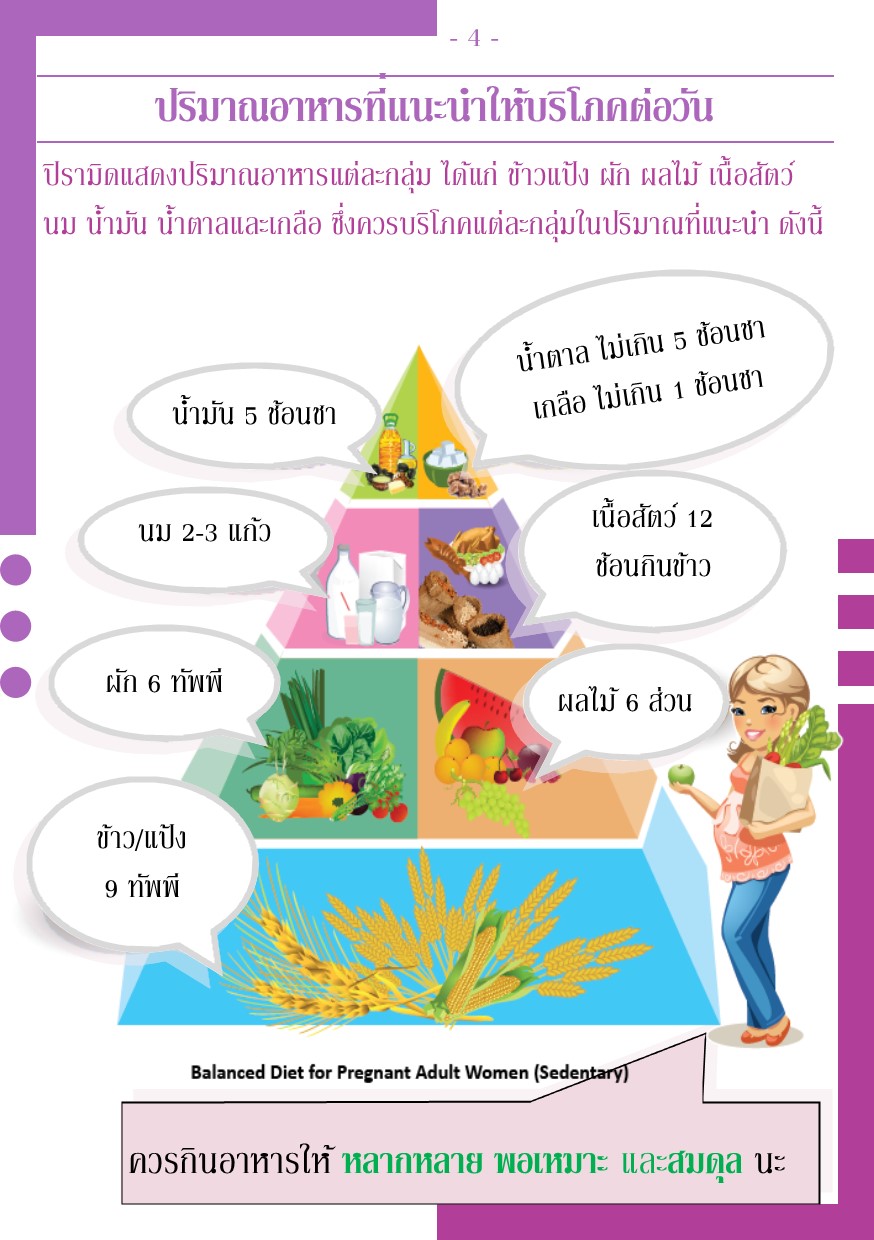 - 4 -
ปริมาณอาหารที่แนะนำให้บริโภคต่อวัน
ปิรามิดแสดงปริมาณอาหารแต่ละกลุ่ม ได้แก่ ข้าวแป้ง ผัก ผลไม้ เนื้อสัตว์
นม น้ำมัน น้ำตาลและเกลือ ซึ่งควรบริโภคแต่ละกลุ่มในปริมาณที่แนะนำ ดังนี้
น้ำตาล ไม่เกิน 5 ช้อนชา
เกลือ ไม่เกิน 1 ช้อนชา
น้ำมัน 5 ช้อนชา
นม 2-3 แก้ว
เนื้อสัตว์ 12
ช้อนกินข้าว
ผัก 6 ทัพพี
ผลไม้ 6 ส่วน
ข้าว/แป้ง
9 ทัพพี
Balanced Diet for Pregnant Adult Women (Sedentary)
ควรกินอาหารให้ หลากหลาย พอเหมาะ และสมดุล นะ